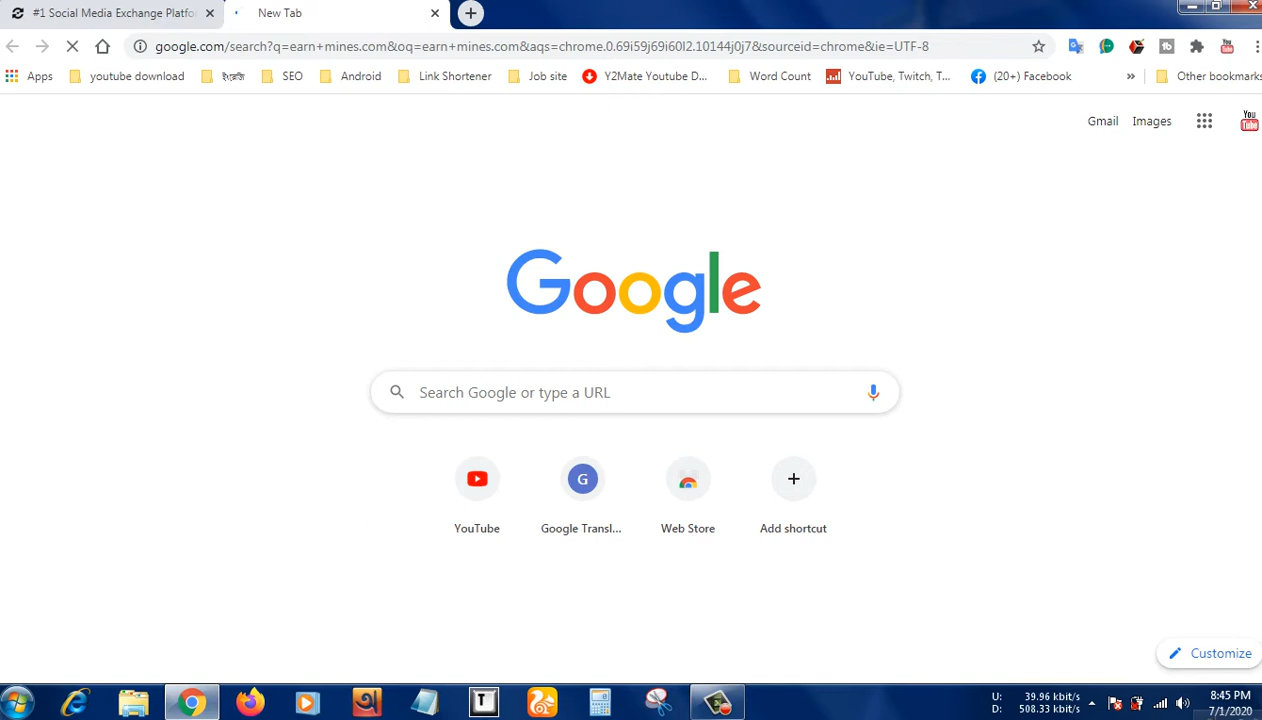 #1 Social Media Exchange Platfo
New Tab
google.com/search?q=earn+mines.com&oq=earn+mines.com&aqs=chrome.0.69i59j69i60l2.10144j0j7&sourceid=chrome&ie=UTF-8
Apps youtube download ইংরেজি SEO Android Link Shortener Job site Y2Mate Youtube D... Word Count YouTube, Twitch, T... (20+) Facebook » Other bookmarks
Gmail Images You Tube
Google
Search Google or type a URL
G
YouTube Google Transl... Web Store Add shortcut
Customize
U: 39.96 kbit/s
D: 508.33 kbit/s
8:45 PM
7/1/2020